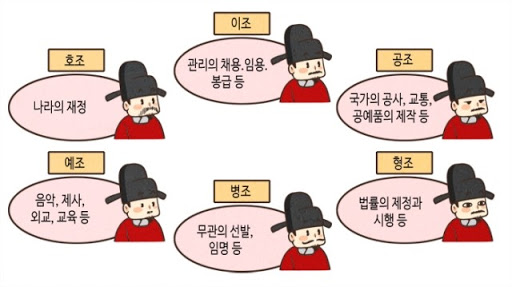 이조
관리의 채용.임용.
봉급 등
호조
나라의 재정
공조
국가의 공사, 교통,
공예품의 제작 등
예조
음악, 제사,
외교, 교육 등
병조
무관의 선발,
임명 등
형조
법률의 제정과
시행 등